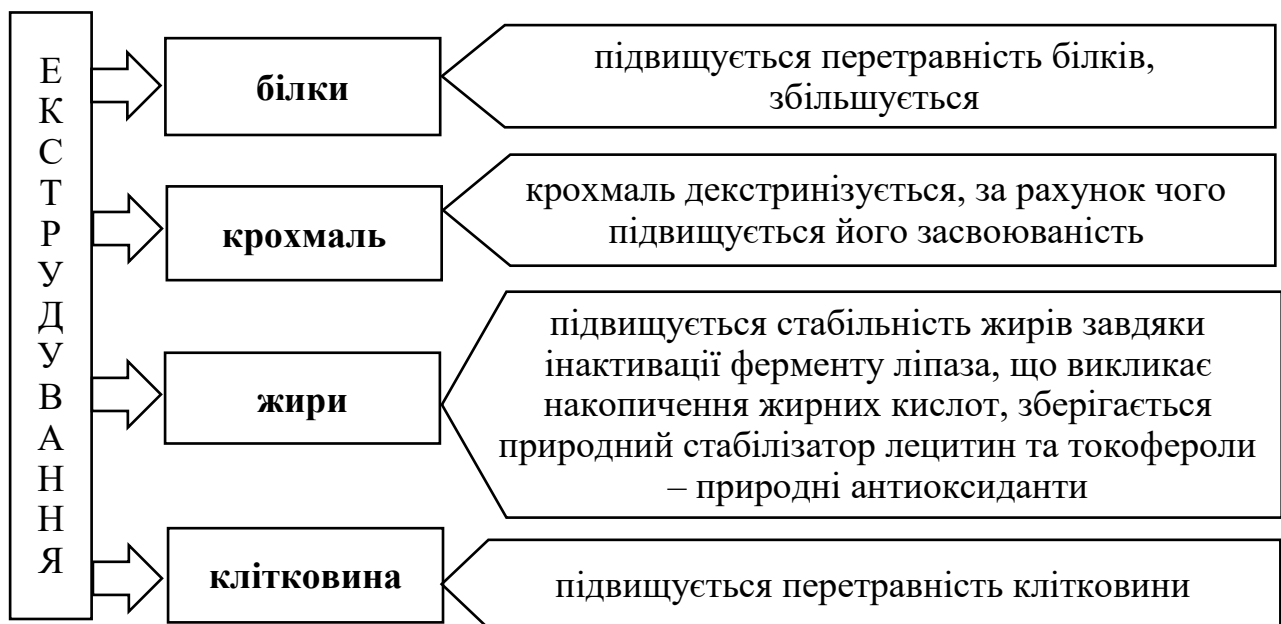 ЕКСТРУДУВАННЯ
білки
підвищується перетравність білків,
збільшується
крохмаль
крохмаль декстринізується, за рахунок чого
підвищується його засвоюваність
жири
підвищується стабільність жирів завдяки
інактивації ферменту ліпаза, що викликає
накопичення жирних кислот, зберігається
природний стабілізатор лецитин та токофероли
– природні антиоксиданти
клітковина
підвищується перетравність клітковини